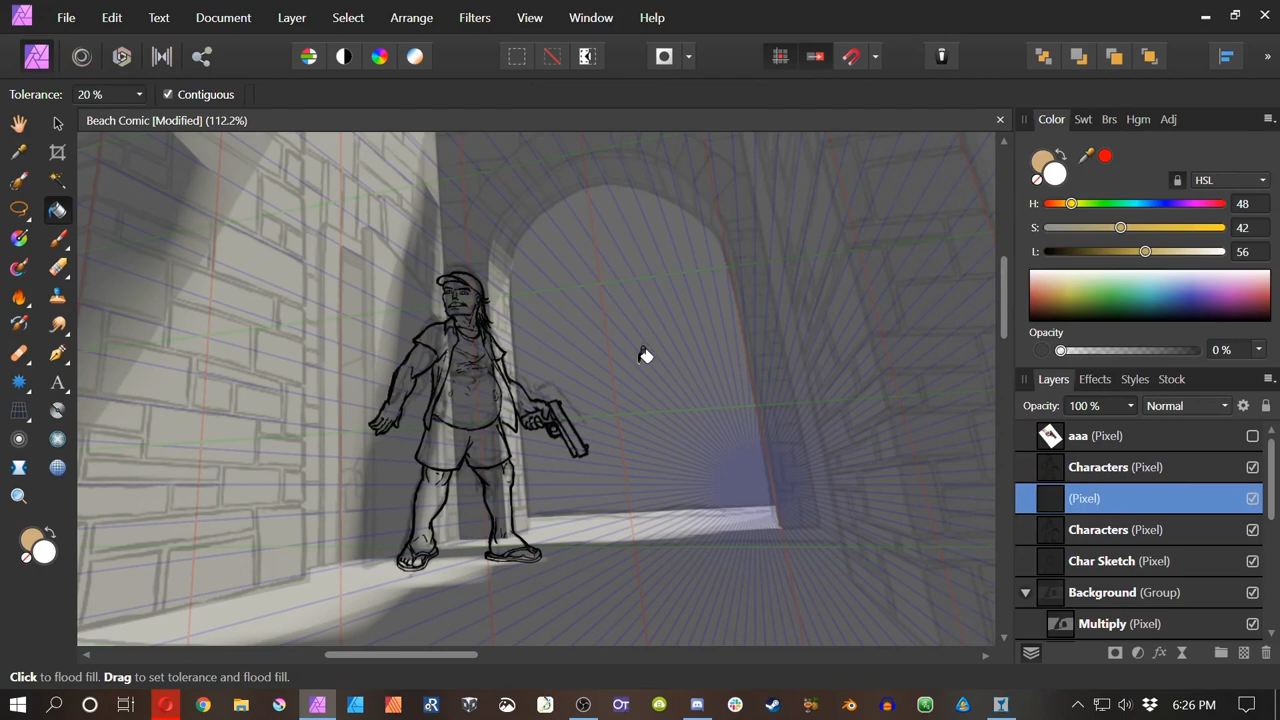 File Edit Text Document Layer Select Arrange Filters View Window Help
Tolerance: 20 % Contiguous
Beach Comic [Modified] (112.2%)
Color Swt Brs Hgm Adj
HSL
H: 48
S: 42
L: 56
Opacity
0 %
Layers Effects Styles Stock
Opacity: 100 % Normal
aaa (Pixel)
Characters (Pixel)
(Pixel)
Characters (Pixel)
Char Sketch (Pixel)
Background (Group)
Multiply (Pixel)
Click to flood fill. Drag to set tolerance and flood fill.
6:26 PM